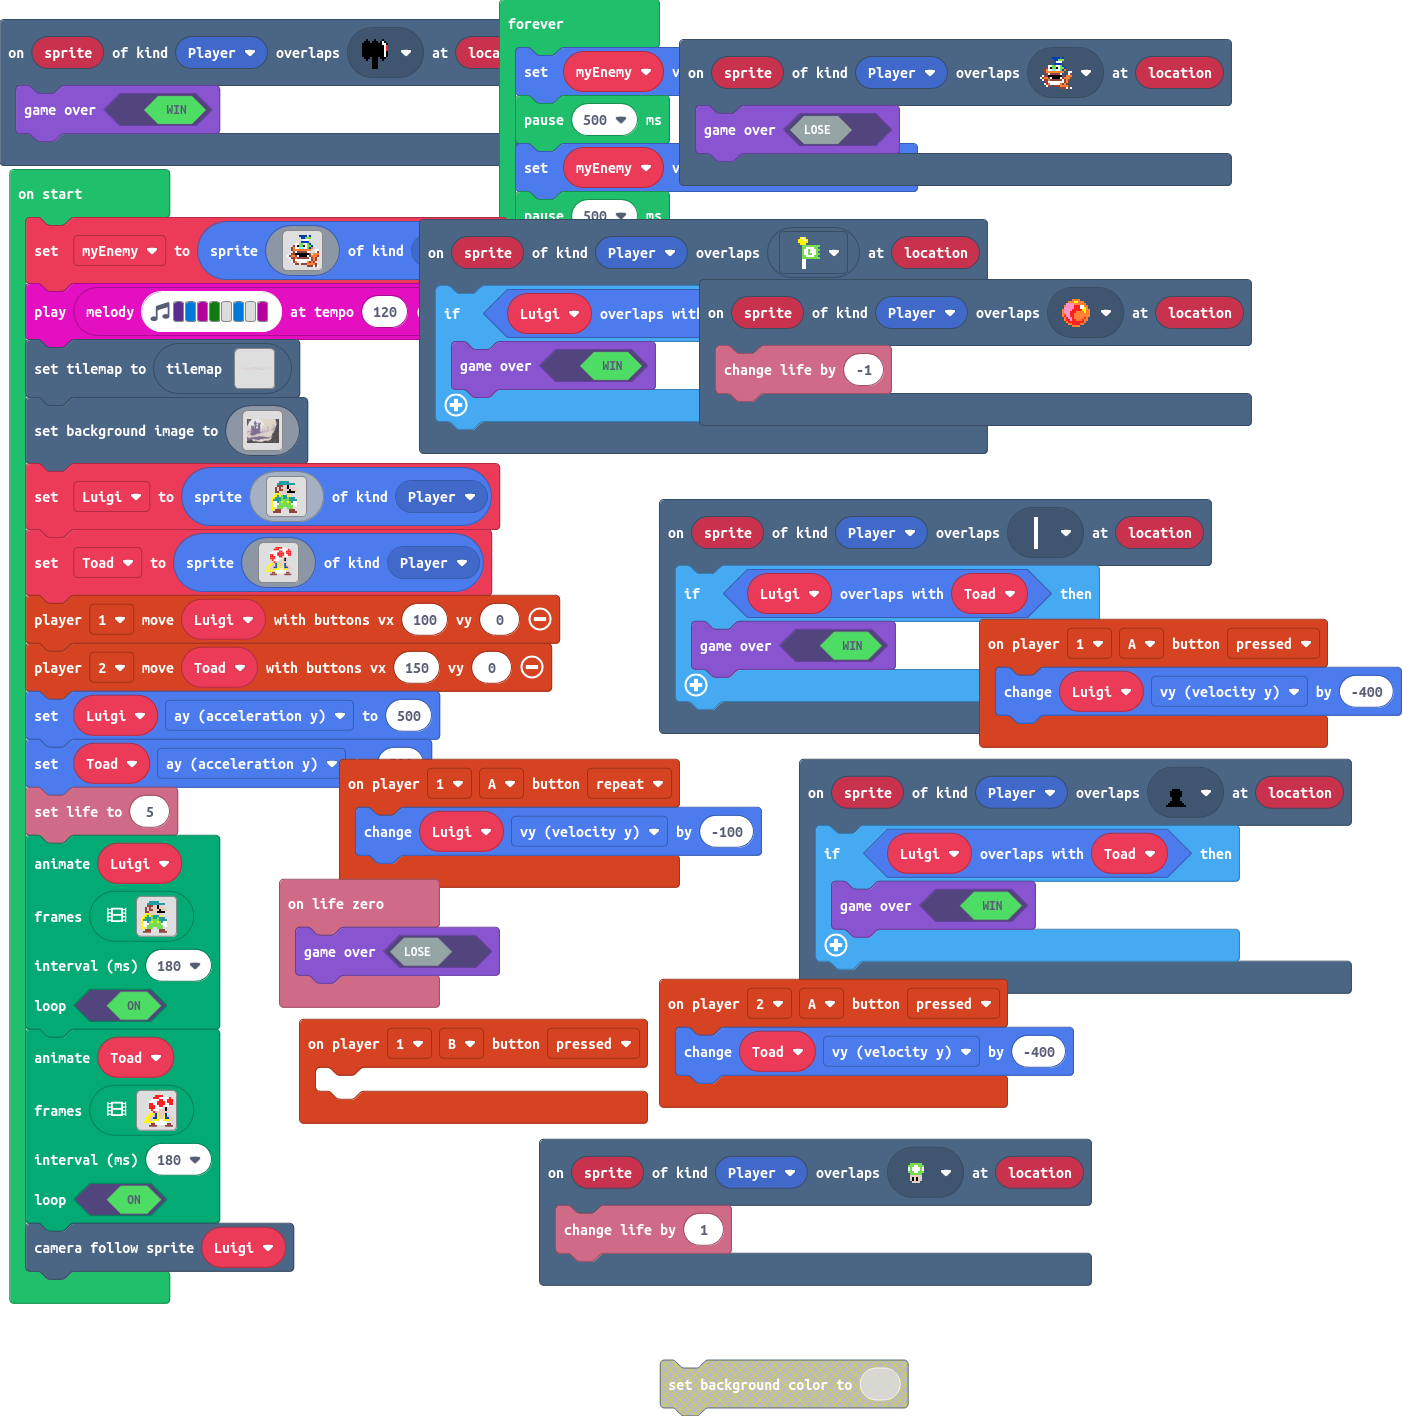 on sprite of kind Player overlaps at loca
game over WIN
forever
set myEnemy v
pause 500 ms
set myEnemy v
pause 500 ms
on sprite of kind Player overlaps at location
game over LOSE
on start
set myEnemy to sprite of kind
play melody at tempo 120
set tilemap to tilemap
set background image to
set Luigi to sprite of kind Player
set Toad to sprite of kind Player
player 1 move Luigi with buttons vx 100 vy 0
player 2 move Toad with buttons vx 150 vy 0
set Luigi ay (acceleration y) to 500
set Toad ay (acceleration y)
set life to 5
animate Luigi
frames
interval (ms) 180
loop ON
animate Toad
frames
interval (ms) 180
loop ON
camera follow sprite Luigi
on sprite of kind Player overlaps L at location
if Luigi overlaps with
game over WIN
on sprite of kind Player overlaps at location
change life by -1
on sprite of kind Player overlaps at location
if Luigi overlaps with Toad then
game over WIN
on player 1 A button pressed
change Luigi vy (velocity y) by -400
on player 1 A button repeat
change Luigi vy (velocity y) by -100
on life zero
game over LOSE
on sprite of kind Player overlaps at location
if Luigi overlaps with Toad then
game over WIN
on player 1 B button pressed
on player 2 A button pressed
change Toad vy (velocity y) by -400
on sprite of kind Player overlaps at location
change life by 1
set background color to